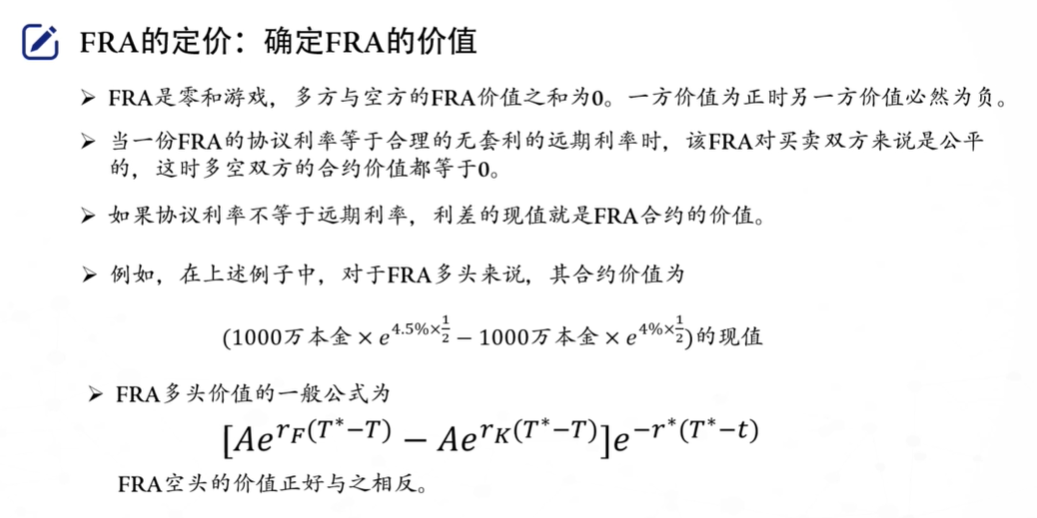 FRA的定价：确定FRA的价值
➢ FRA是零和游戏，多方与空方的FRA价值之和为0。一方价值为正时另一方价值必然为负。
➢ 当一份FRA的协议利率等于合理的无套利的远期利率时，该FRA对买卖双方来说是公平
的，这时多空双方的合约价值都等于0。
➢ 如果协议利率不等于远期利率，利差的现值就是FRA合约的价值。
➢ 例如，在上述例子中，对于FRA多头来说，其合约价值为
(1000万本金 × e^{4.5%×\frac{1}{2}} − 1000万本金 × e^{4%×\frac{1}{2}})的现值
➢ FRA多头价值的一般公式为
[Ae^{r_F(T^*−T)} − Ae^{r_K(T^*−T)}]e^{−r^*(T^*−t)}
FRA空头的价值正好与之相反。